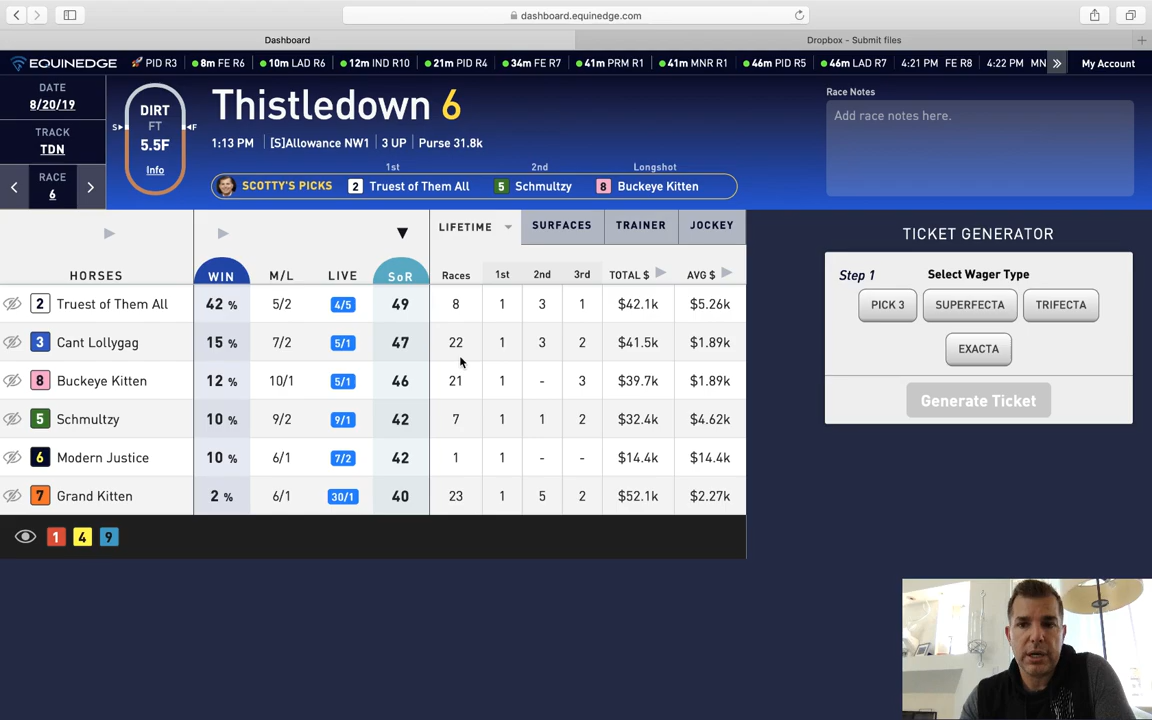 dashboard.equinedge.com
Dashboard
Dropbox - Submit files
EQUINEDGE
PID R3 8m FE R6 10m LAD R6 12m IND R10 21m PID R4 34m FE R7 41m PRM R1 41m MNR R1 46m PID R5 46m LAD R7 4:21 PM FE R8 4:22 PM MN
My Account
DATE
8/20/19
TRACK
TDN
RACE
6
DIRT
FT
S F
5.5F
Info
Thistledown 6
1:13 PM [S]Allowance NW1 3 UP Purse 31.8k
1st 2nd Longshot
SCOTTY'S PICKS 2 Truest of Them All 5 Schmultzy 8 Buckeye Kitten
Race Notes
Add race notes here.
LIFETIME SURFACES TRAINER JOCKEY
HORSES WIN M/L LIVE SoR Races 1st 2nd 3rd TOTAL $ AVG $
2 Truest of Them All 42 % 5/2 4/5 49 8 1 3 1 $42.1k $5.26k
3 Cant Lollygag 15 % 7/2 5/1 47 22 1 3 2 $41.5k $1.89k
8 Buckeye Kitten 12 % 10/1 5/1 46 21 1 - 3 $39.7k $1.89k
5 Schmultzy 10 % 9/2 9/1 42 7 1 1 2 $32.4k $4.62k
6 Modern Justice 10 % 6/1 7/2 42 1 1 - - $14.4k $14.4k
7 Grand Kitten 2 % 6/1 30/1 40 23 1 5 2 $52.1k $2.27k
1 4 9
TICKET GENERATOR
Step 1 Select Wager Type
PICK 3 SUPERFECTA TRIFECTA
EXACTA
Generate Ticket